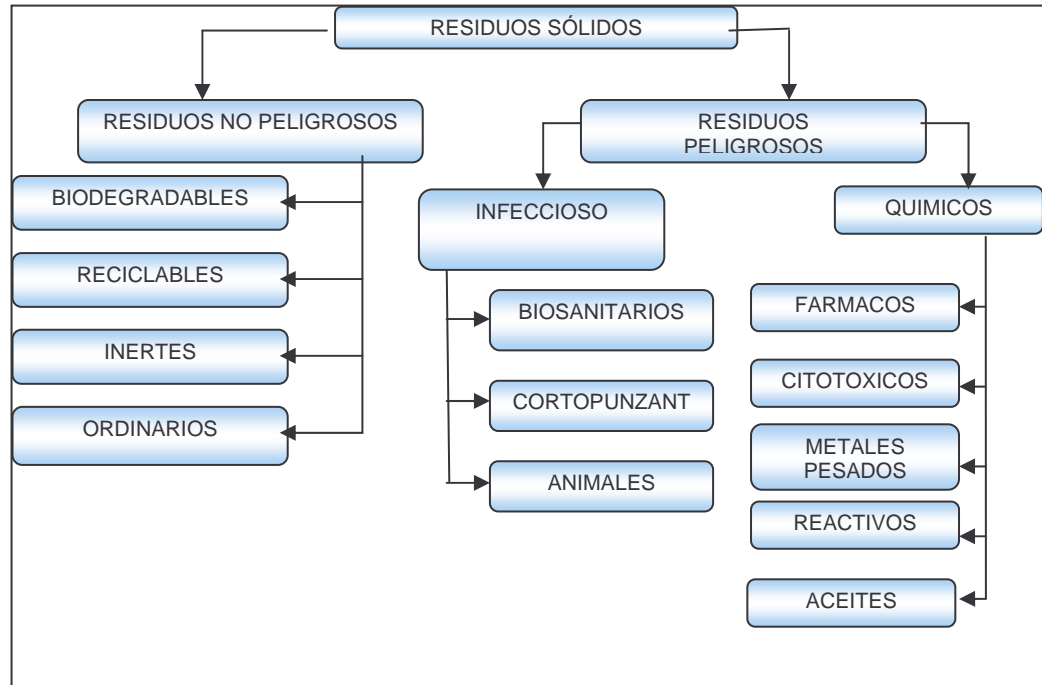 RESIDUOS SÓLIDOS
RESIDUOS NO PELIGROSOS
BIODEGRADABLES
RECICLABLES
INERTES
ORDINARIOS
RESIDUOS
PELIGROSOS
INFECCIOSO
BIOSANITARIOS
CORTOPUNZANT
ANIMALES
QUIMICOS
FARMACOS
CITOTOXICOS
METALES
PESADOS
REACTIVOS
ACEITES